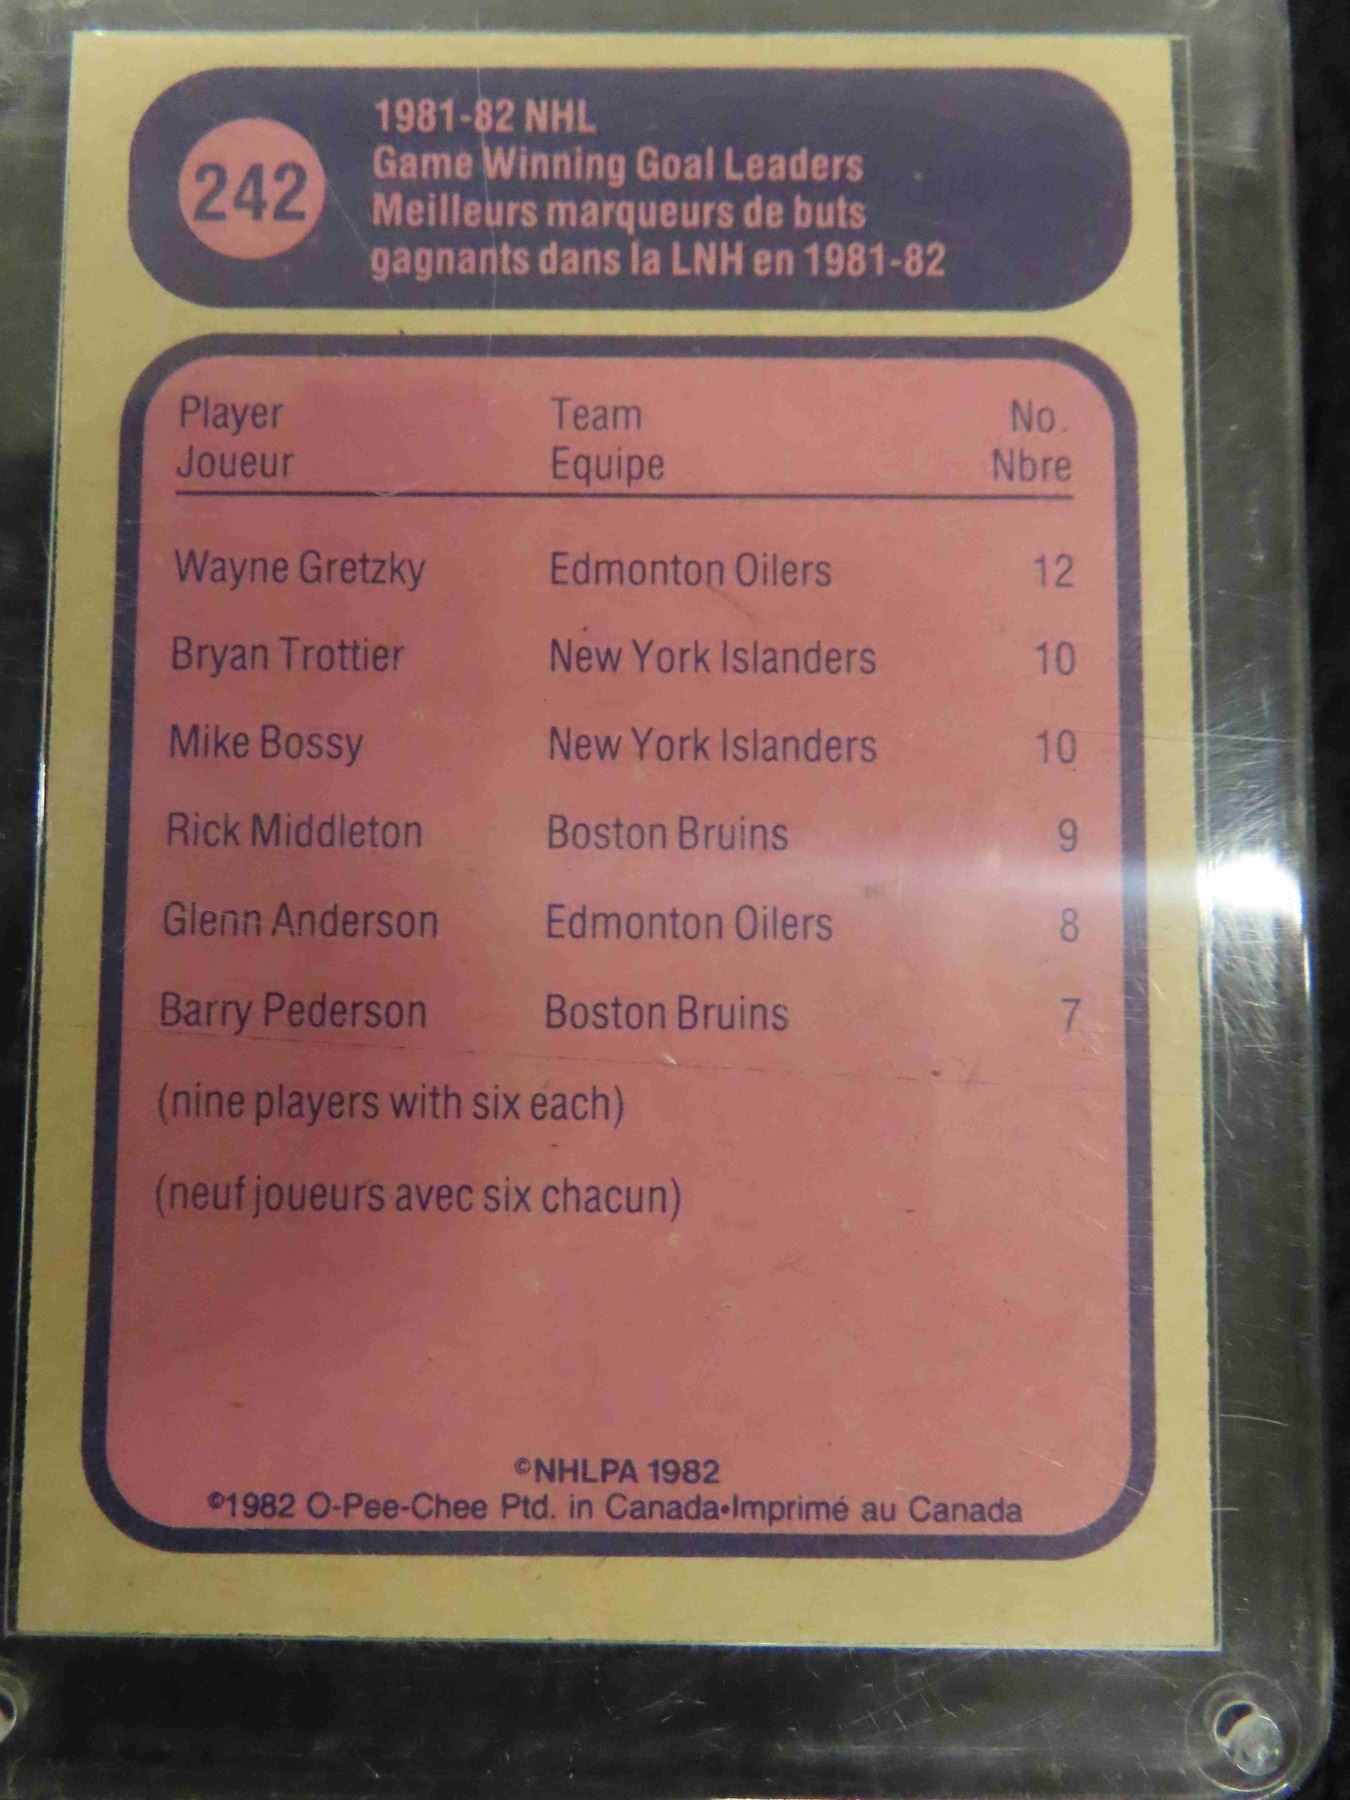 242
1981-82 NHL
Game Winning Goal Leaders
Meilleurs marqueurs de buts
gagnants dans la LNH en 1981-82
Player Team No.
Joueur Equipe Nbre
Wayne Gretzky Edmonton Oilers 12
Bryan Trottier New York Islanders 10
Mike Bossy New York Islanders 10
Rick Middleton Boston Bruins 9
Glenn Anderson Edmonton Oilers 8
Barry Pederson Boston Bruins 7
(nine players with six each)
(neuf joueurs avec six chacun)
©NHLPA 1982
©1982 O-Pee-Chee Ptd. in Canada•Imprimé au Canada